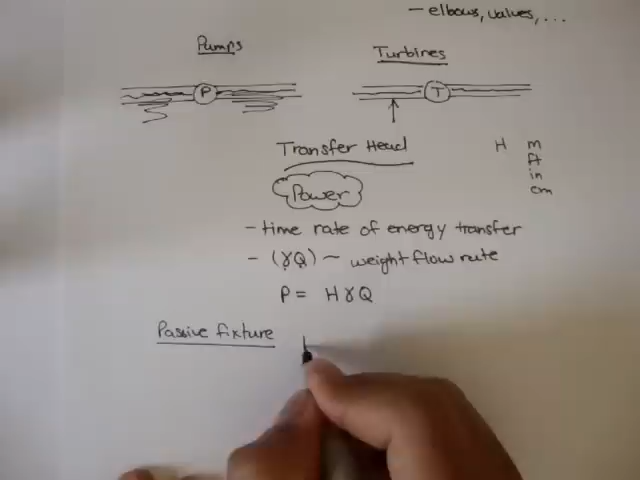 - elbows, valves, ...
Pumps
Turbines
P
T
Transfer Head
H m
ft
in
cm
Power
- time rate of energy transfer
- (γQ) ~ weight flow rate
P = HγQ
Passive fixture